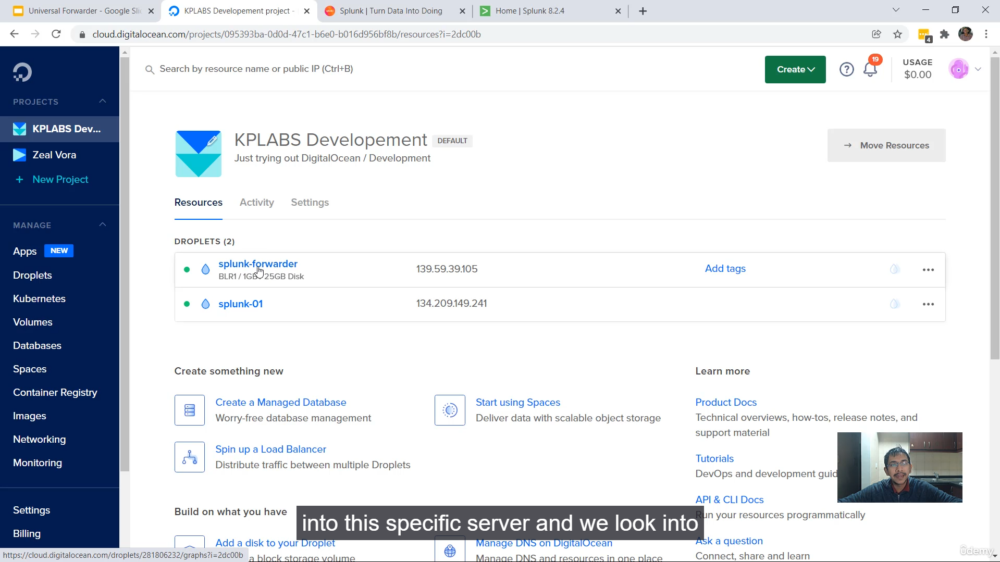 Universal Forwarder - Google Sli
KPLABS Developement project -
Splunk | Turn Data Into Doing
Home | Splunk 8.2.4
cloud.digitalocean.com/projects/095393ba-0d0d-47c1-b6e0-b016d956bf8b/resources?i=2dc00b
4
Search by resource name or public IP (Ctrl+B)
Create
19
USAGE
$0.00
PROJECTS
KPLABS Dev...
Zeal Vora
+ New Project
MANAGE
Apps NEW
Droplets
Kubernetes
Volumes
Databases
Spaces
Container Registry
Images
Networking
Monitoring
Settings
Billing
KPLABS Developement DEFAULT
Just trying out DigitalOcean / Development
→ Move Resources
Resources Activity Settings
DROPLETS (2)
splunk-forwarder
BLR1 / 1GB 25GB Disk
139.59.39.105
Add tags
splunk-01
134.209.149.241
Create something new
Create a Managed Database
Worry-free database management
Start using Spaces
Deliver data with scalable object storage
Spin up a Load Balancer
Distribute traffic between multiple Droplets
Learn more
Product Docs
Technical overviews, how-tos, release notes, and
support material
Tutorials
DevOps and development guid
API & CLI Docs
Run your resources programmatically
Ask a question
Connect, share and learn
Build on what you have
Add a disk to your Droplet
a block storage volume
Manage DNS on DigitalOcean
Manage DNS and resources in one place
into this specific server and we look into
https://cloud.digitalocean.com/droplets/281806232/graphs?i=2dc00b
ûdemy